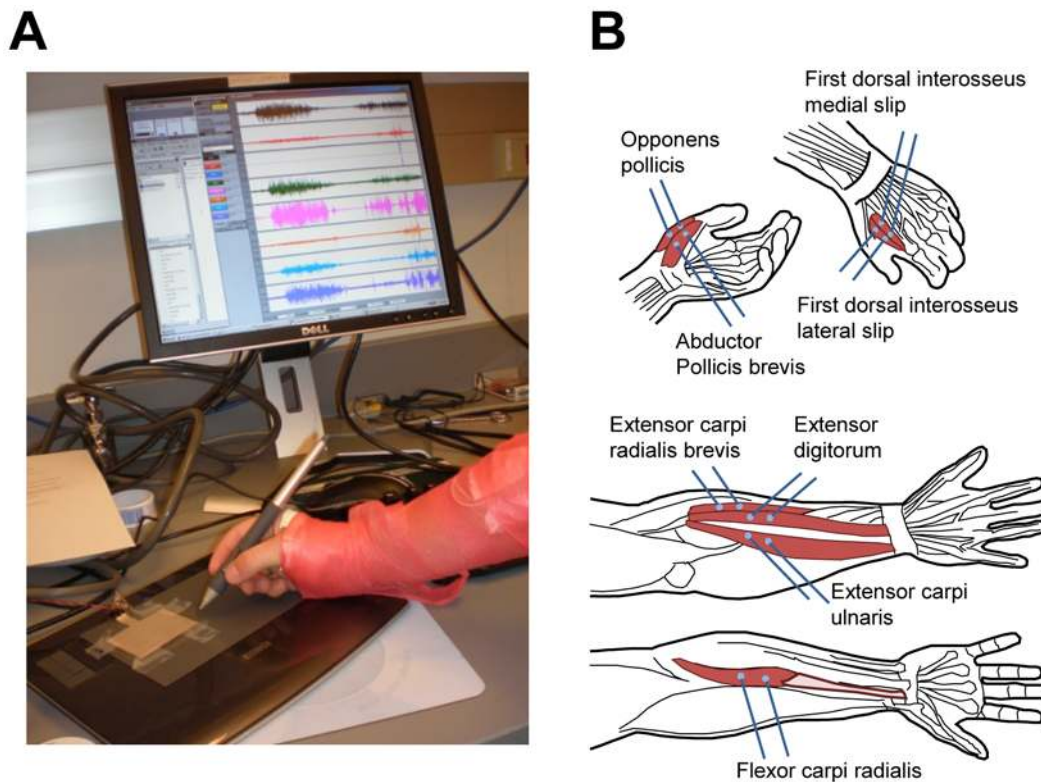 A
B
DELL
First dorsal interosseus
medial slip
Opponens
pollicis
First dorsal interosseus
lateral slip
Abductor
Pollicis brevis
Extensor carpi
radialis brevis
Extensor
digitorum
Extensor carpi
ulnaris
Flexor carpi radialis